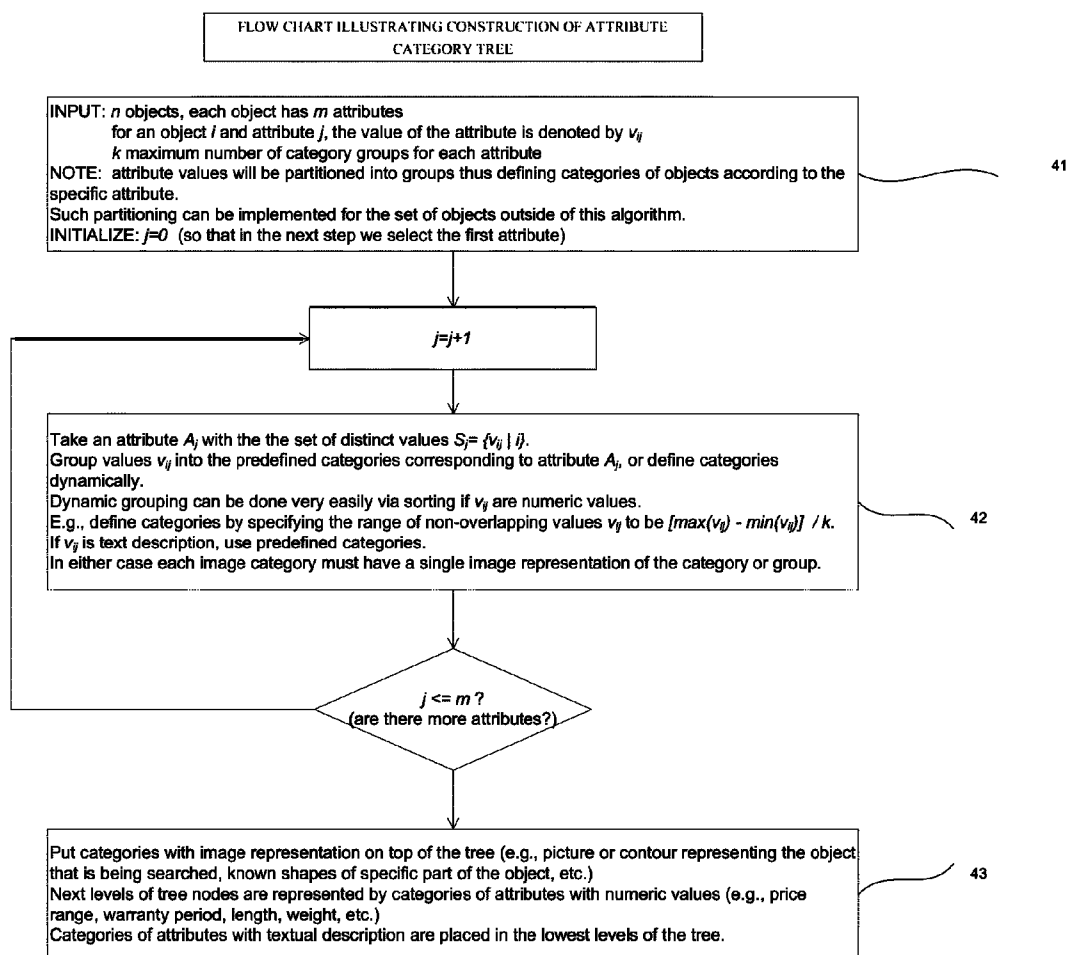 FLOW CHART ILLUSTRATING CONSTRUCTION OF ATTRIBUTE
CATEGORY TREE
INPUT: n objects, each object has m attributes
for an object i and attribute j, the value of the attribute is denoted by vij
k maximum number of category groups for each attribute
NOTE: attribute values will be partitioned into groups thus defining categories of objects according to the
specific attribute.
Such partitioning can be implemented for the set of objects outside of this algorithm.
INITIALIZE: j=0 (so that in the next step we select the first attribute)
41
j=j+1
Take an attribute Aj with the the set of distinct values Sj= {vij | i}.
Group values vij into the predefined categories corresponding to attribute Aj, or define categories
dynamically.
Dynamic grouping can be done very easily via sorting if vij are numeric values.
E.g., define categories by specifying the range of non-overlapping values vij to be [max(vij) - min(vij)] / k.
If vij is text description, use predefined categories.
In either case each image category must have a single image representation of the category or group.
42
j <= m ?
(are there more attributes?)
Put categories with image representation on top of the tree (e.g., picture or contour representing the object
that is being searched, known shapes of specific part of the object, etc.)
Next levels of tree nodes are represented by categories of attributes with numeric values (e.g., price
range, warranty period, length, weight, etc.)
Categories of attributes with textual description are placed in the lowest levels of the tree.
43